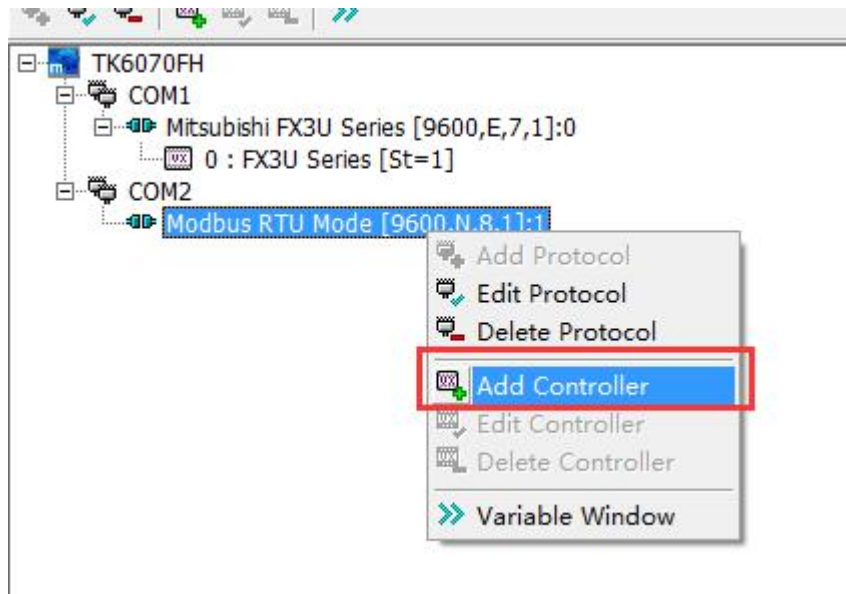 TK6070FH
COM1
Mitsubishi FX3U Series [9600,E,7,1]:0
0 : FX3U Series [St=1]
COM2
Modbus RTU Mode [9600,N,8,1]:1
Add Protocol
Edit Protocol
Delete Protocol
Add Controller
Edit Controller
Delete Controller
Variable Window